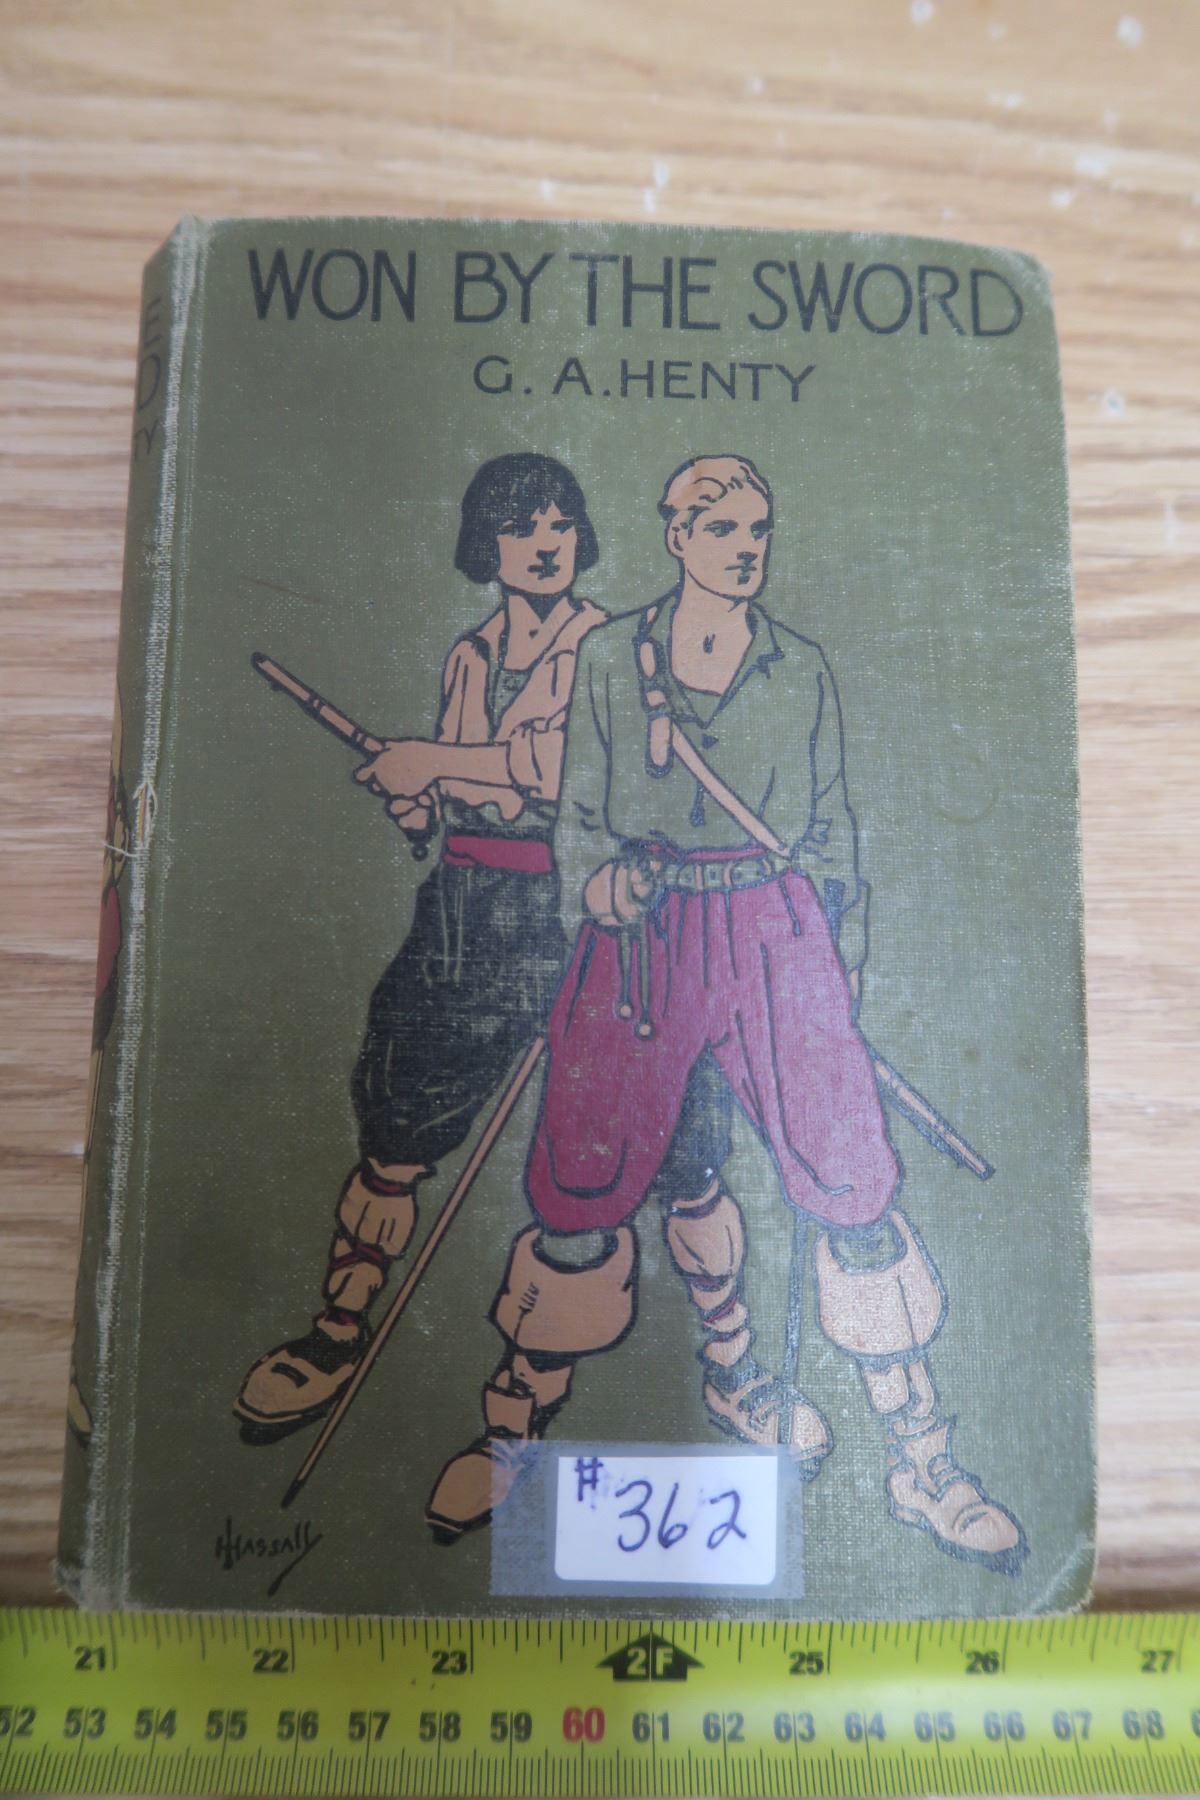 WON BY THE SWORD
G. A. HENTY
E
D
TY
Hassall
#362
21 22 23 2F 25 26 27
52 53 54 55 56 57 58 59 60 61 62 63 64 65 66 67 68